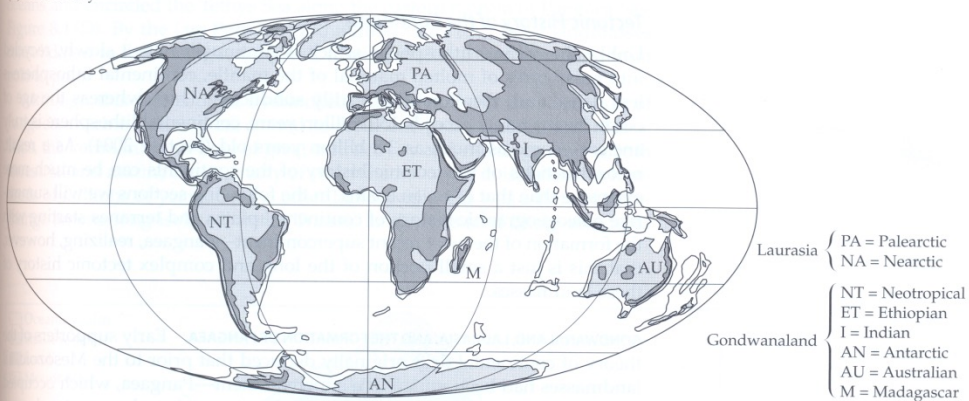 NA
PA
I
ET
NT
M
AU
AN
Laurasia
PA = Palearctic
NA = Nearctic
Gondwanaland
NT = Neotropical
ET = Ethiopian
I = Indian
AN = Antarctic
AU = Australian
M = Madagascar